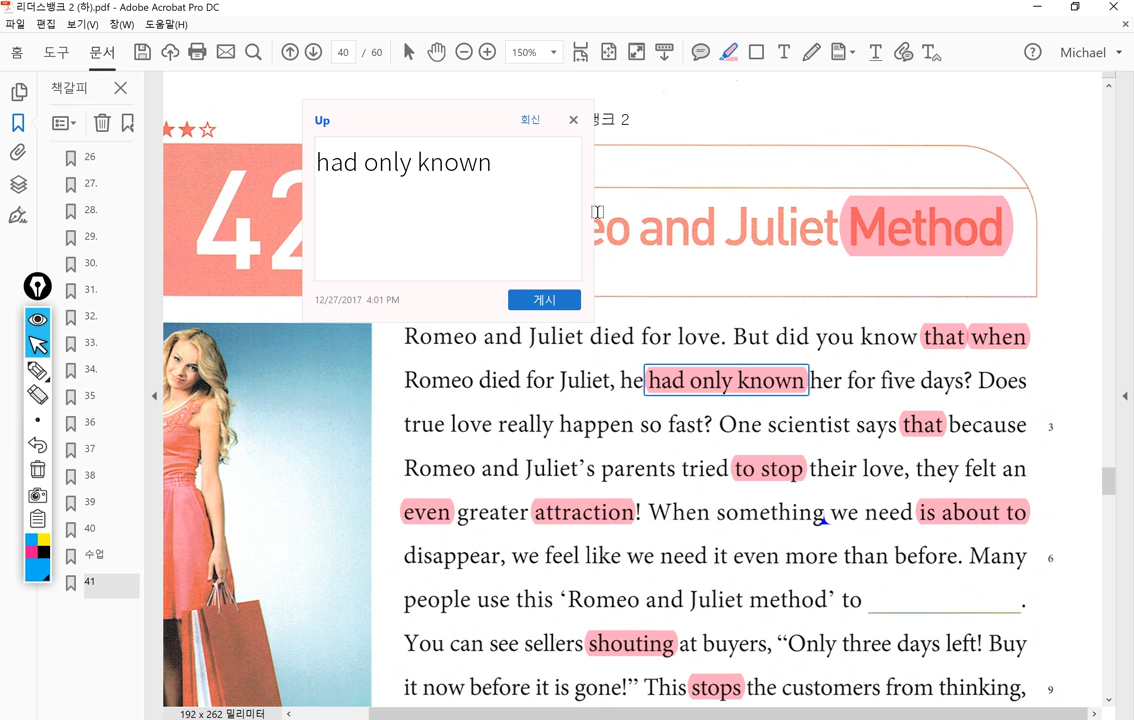 리더스뱅크 2 (하).pdf - Adobe Acrobat Pro DC
파일 편집 보기(V) 창(W) 도움말(H)
홈 도구 문서 40 / 60 150% Michael
책갈피
26
27.
28.
29.
30.
31.
32.
33.
34.
35
36
37
38
39
40
수업
41
Up 회신
had only known
12/27/2017 4:01 PM 게시
뱅크 2
42 eo and Juliet Method
Romeo and Juliet died for love. But did you know that when
Romeo died for Juliet, he had only known her for five days? Does
true love really happen so fast? One scientist says that because 3
Romeo and Juliet’s parents tried to stop their love, they felt an
even greater attraction! When something we need is about to
disappear, we feel like we need it even more than before. Many 6
people use this ‘Romeo and Juliet method’ to .
You can see sellers shouting at buyers, “Only three days left! Buy
it now before it is gone!” This stops the customers from thinking, 9
192 x 262 밀리미터